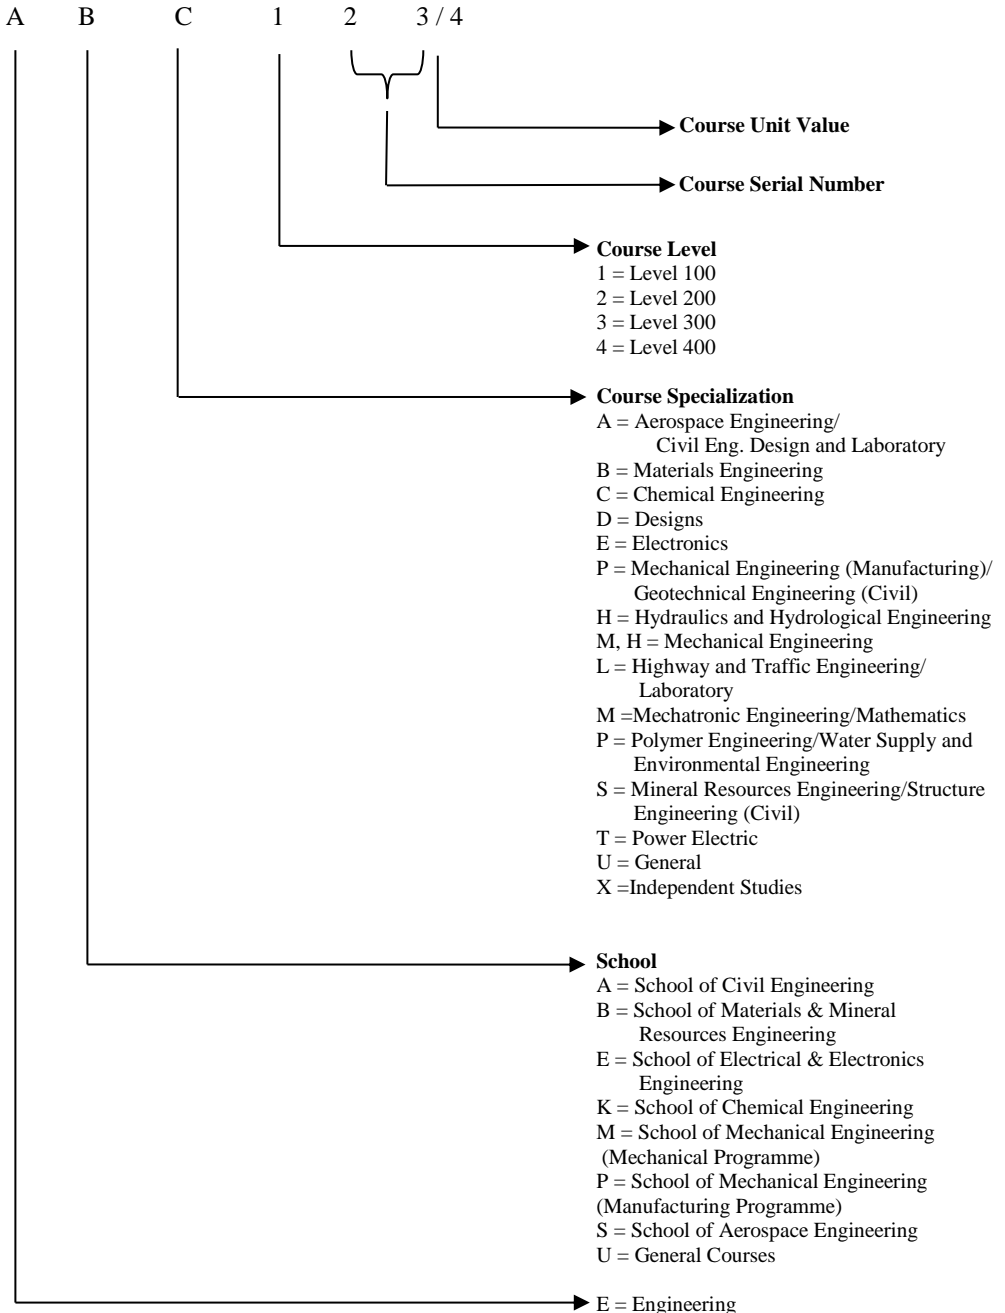 A B C 1 2 3 / 4
Course Unit Value
Course Serial Number
Course Level
1 = Level 100
2 = Level 200
3 = Level 300
4 = Level 400
Course Specialization
A = Aerospace Engineering/
Civil Eng. Design and Laboratory
B = Materials Engineering
C = Chemical Engineering
D = Designs
E = Electronics
P = Mechanical Engineering (Manufacturing)/
Geotechnical Engineering (Civil)
H = Hydraulics and Hydrological Engineering
M, H = Mechanical Engineering
L = Highway and Traffic Engineering/
Laboratory
M =Mechatronic Engineering/Mathematics
P = Polymer Engineering/Water Supply and
Environmental Engineering
S = Mineral Resources Engineering/Structure
Engineering (Civil)
T = Power Electric
U = General
X =Independent Studies
School
A = School of Civil Engineering
B = School of Materials & Mineral
Resources Engineering
E = School of Electrical & Electronics
Engineering
K = School of Chemical Engineering
M = School of Mechanical Engineering
(Mechanical Programme)
P = School of Mechanical Engineering
(Manufacturing Programme)
S = School of Aerospace Engineering
U = General Courses
E = Engineering